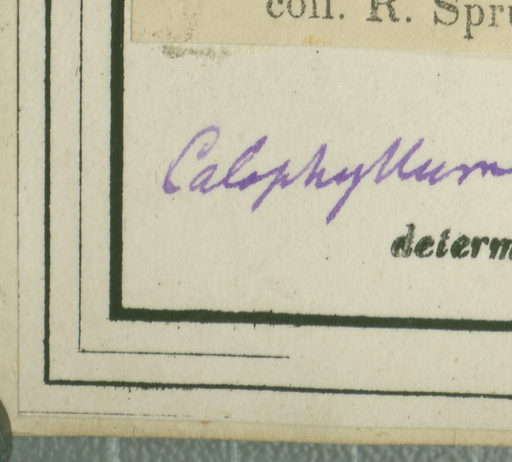 coll. R. Spru
Calophyllum
determ